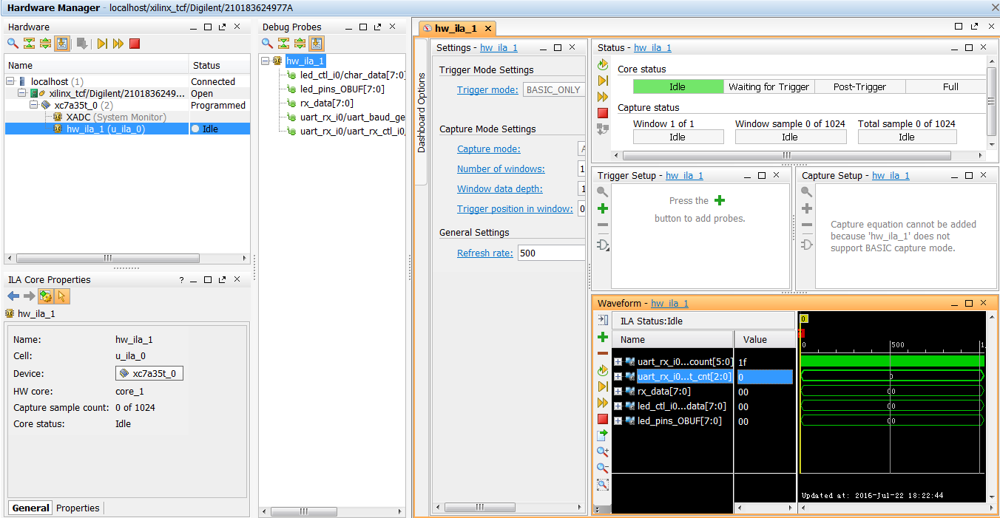 Hardware Manager - localhost/xilinx_tcf/Digilent/210183624977A
Hardware
Name Status
localhost (1) Connected
xilinx_tcf/Digilent/2101836249... Open
xc7a35t_0 (2) Programmed
XADC (System Monitor)
hw_ila_1 (u_ila_0) Idle
ILA Core Properties
hw_ila_1
Name: hw_ila_1
Cell: u_ila_0
Device: xc7a35t_0
HW core: core_1
Capture sample count: 0 of 1024
Core status: Idle
General Properties
Debug Probes
hw_ila_1
led_ctl_i0/char_data[7:0]
led_pins_OBUF[7:0]
rx_data[7:0]
uart_rx_i0/uart_baud_ge
uart_rx_i0/uart_rx_ctl_i0,
hw_ila_1
Dashboard Options
Settings - hw_ila_1
Trigger Mode Settings
Trigger mode: BASIC_ONLY
Capture Mode Settings
Capture mode: A
Number of windows: 1
Window data depth: 1
Trigger position in window: 0
General Settings
Refresh rate: 500
Status - hw_ila_1
Core status
Idle Waiting for Trigger Post-Trigger Full
Capture status
Window 1 of 1 Window sample 0 of 1024 Total sample 0 of 1024
Idle Idle Idle
Trigger Setup - hw_ila_1
Press the
button to add probes.
Capture Setup - hw_ila_1
Capture equation cannot be added
because 'hw_ila_1' does not
support BASIC capture mode.
Waveform - hw_ila_1
ILA Status:Idle
Name Value
0
0 500 1,
uart_rx_i0...count[5:0] 1f
uart_rx_i0...t_cnt[2:0] 0 0
rx_data[7:0] 00 00
led_ctl_i0...data[7:0] 00 00
led_pins_OBUF[7:0] 00 00
Updated at: 2016-Jul-22 18:22:44